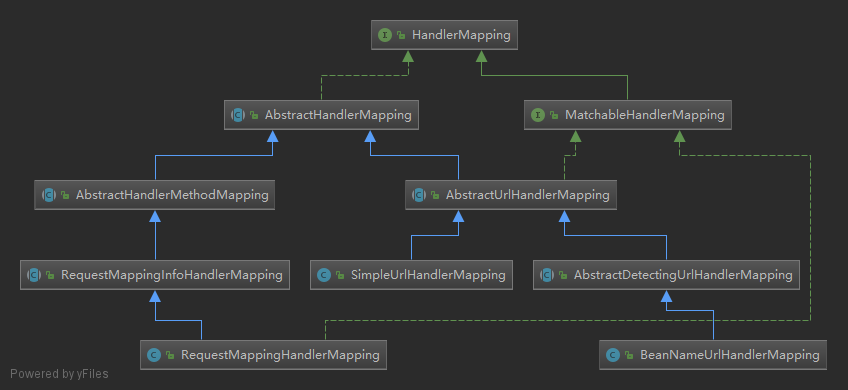 HandlerMapping
AbstractHandlerMapping
MatchableHandlerMapping
AbstractHandlerMethodMapping
AbstractUrlHandlerMapping
RequestMappingInfoHandlerMapping
SimpleUrlHandlerMapping
AbstractDetectingUrlHandlerMapping
RequestMappingHandlerMapping
BeanNameUrlHandlerMapping
Powered by yFiles